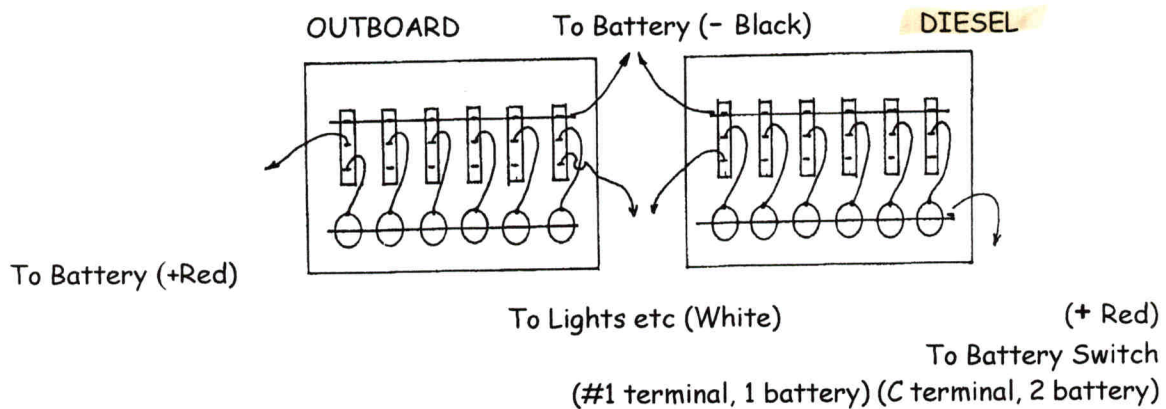 OUTBOARD To Battery (- Black) DIESEL
To Battery (+Red)
To Lights etc (White) (+ Red)
To Battery Switch
(#1 terminal, 1 battery) (C terminal, 2 battery)